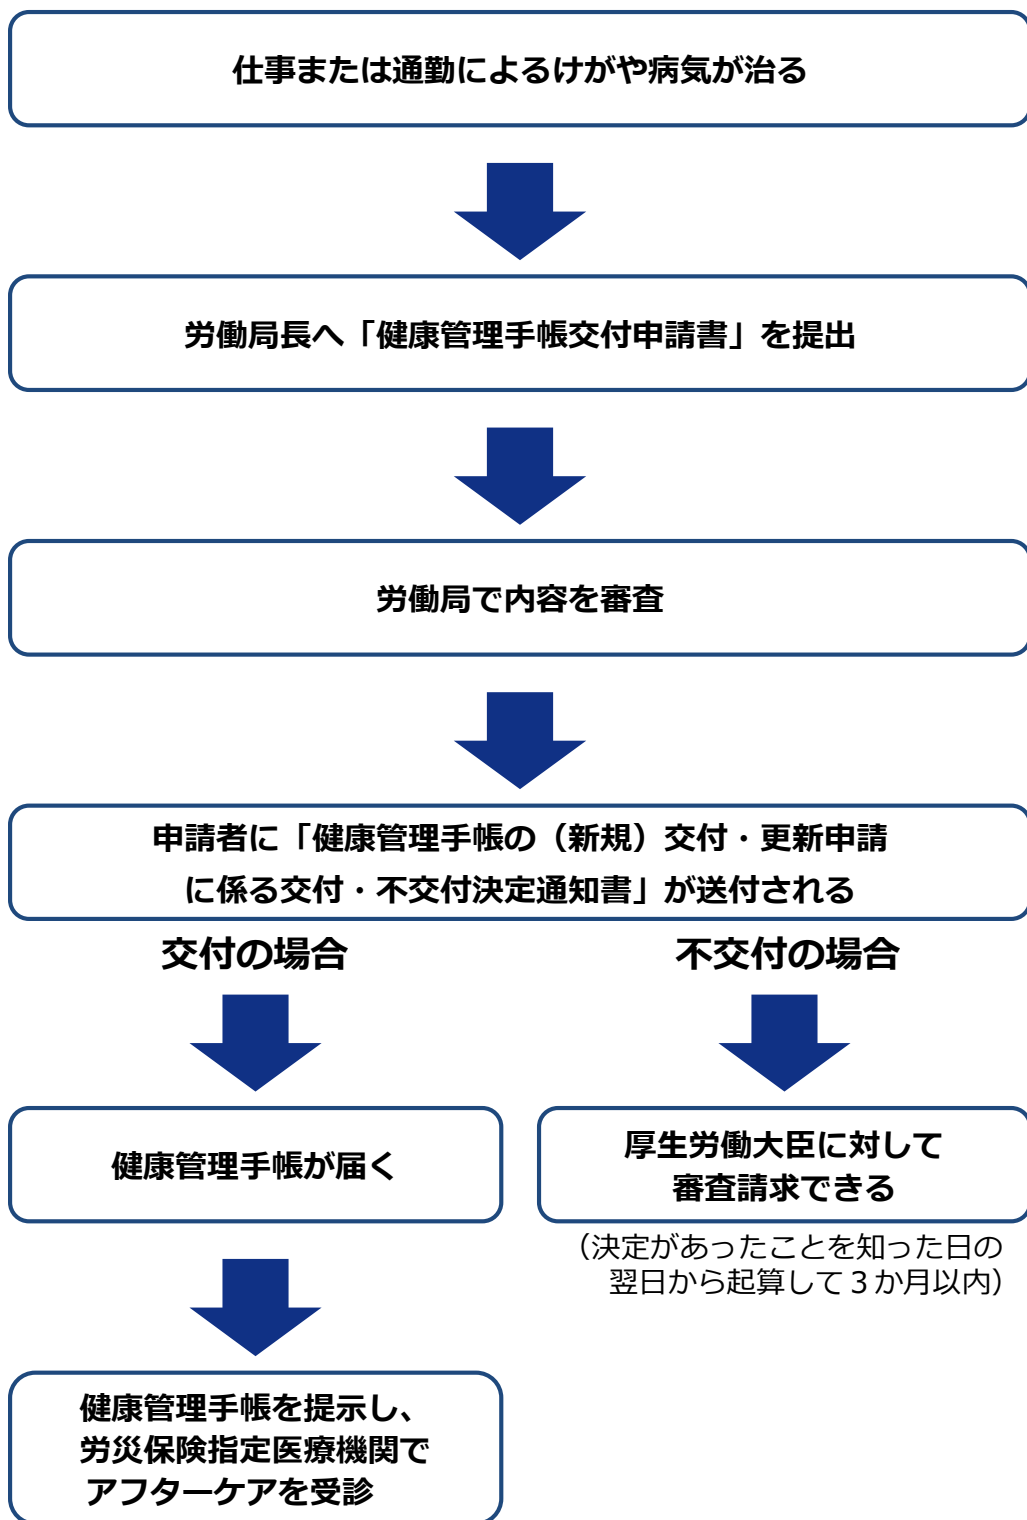 仕事または通勤によるけがや病気が治る
労働局長へ「健康管理手帳交付申請書」を提出
労働局で内容を審査
申請者に「健康管理手帳の（新規）交付・更新申請
に係る交付・不交付決定通知書」が送付される
交付の場合
不交付の場合
健康管理手帳が届く
厚生労働大臣に対して
審査請求できる
（決定があったことを知った日の
翌日から起算して３か月以内）
健康管理手帳を提示し、
労災保険指定医療機関で
アフターケアを受診